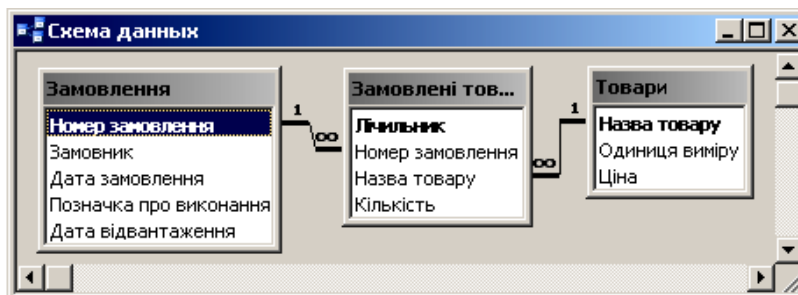 Схема данных
Замовлення
Номер замовлення
Замовник
Дата замовлення
Позначка про виконання
Дата відвантаження
1
∞
Замовлені тов...
Лічильник
Номер замовлення
Назва товару
Кількість
∞
1
Товари
Назва товару
Одиниця виміру
Ціна